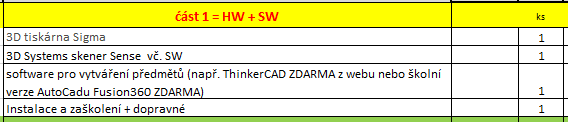 ćást 1 = HW + SW ks
3D tiskárna Sigma 1
3D Systems skener Sense vč. SW 1
software pro vytváření předmětů (např. ThinkerCAD ZDARMA z webu nebo školní
verze AutoCadu Fusion360 ZDARMA) 1
Instalace a zaškolení + dopravné 1